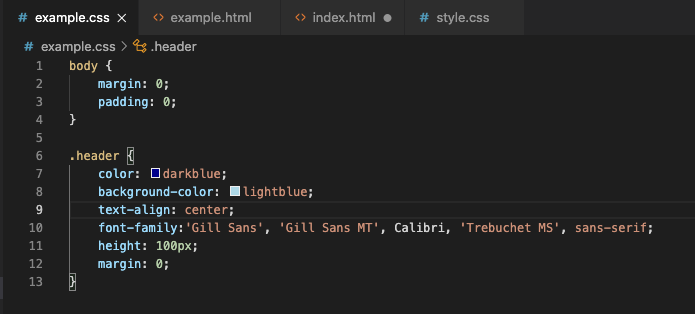 # example.css × <> example.html <> index.html ● # style.css
# example.css > .header
1 body {
2     margin: 0;
3     padding: 0;
4 }
5
6 .header {
7     color: darkblue;
8     background-color: lightblue;
9     text-align: center;
10     font-family:'Gill Sans', 'Gill Sans MT', Calibri, 'Trebuchet MS', sans-serif;
11     height: 100px;
12     margin: 0;
13 }